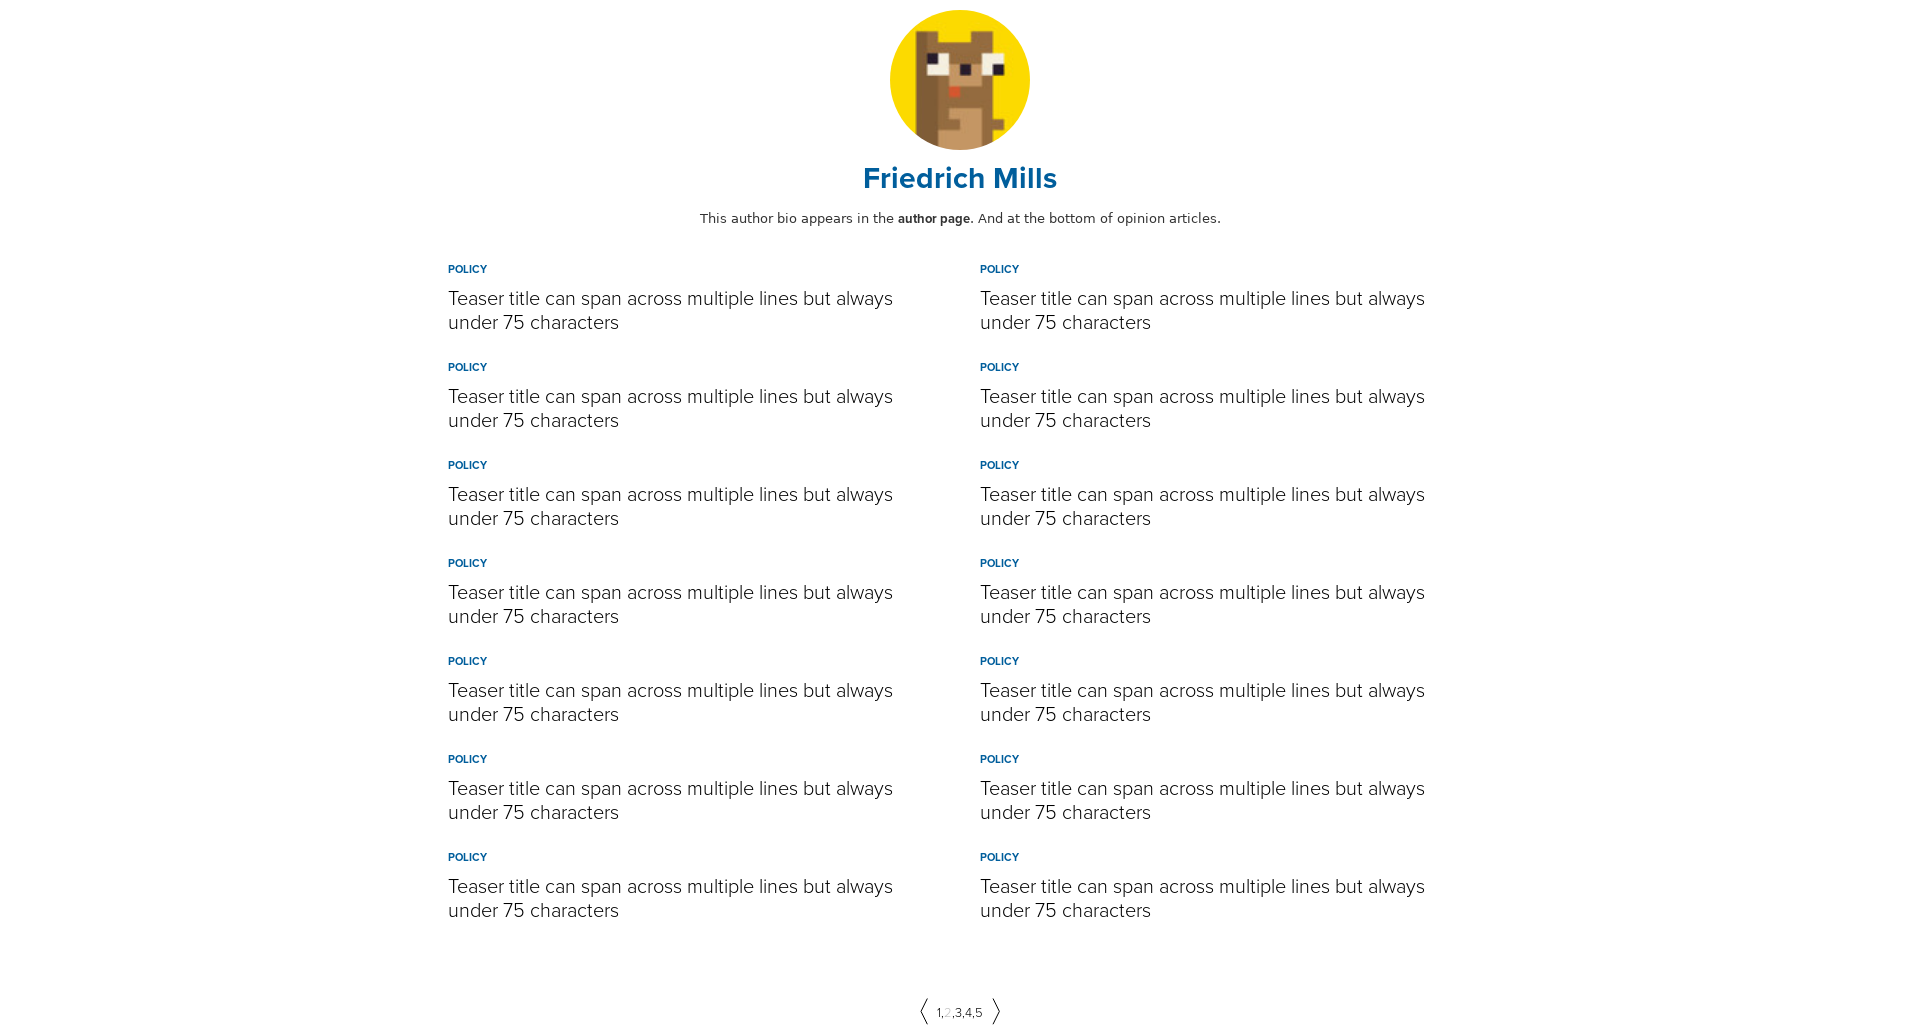 Friedrich Mills
This author bio appears in the author page. And at the bottom of opinion articles.
POLICY
Teaser title can span across multiple lines but always
under 75 characters
POLICY
Teaser title can span across multiple lines but always
under 75 characters
POLICY
Teaser title can span across multiple lines but always
under 75 characters
POLICY
Teaser title can span across multiple lines but always
under 75 characters
POLICY
Teaser title can span across multiple lines but always
under 75 characters
POLICY
Teaser title can span across multiple lines but always
under 75 characters
POLICY
Teaser title can span across multiple lines but always
under 75 characters
POLICY
Teaser title can span across multiple lines but always
under 75 characters
POLICY
Teaser title can span across multiple lines but always
under 75 characters
POLICY
Teaser title can span across multiple lines but always
under 75 characters
POLICY
Teaser title can span across multiple lines but always
under 75 characters
POLICY
Teaser title can span across multiple lines but always
under 75 characters
POLICY
Teaser title can span across multiple lines but always
under 75 characters
POLICY
Teaser title can span across multiple lines but always
under 75 characters
1,2,3,4,5